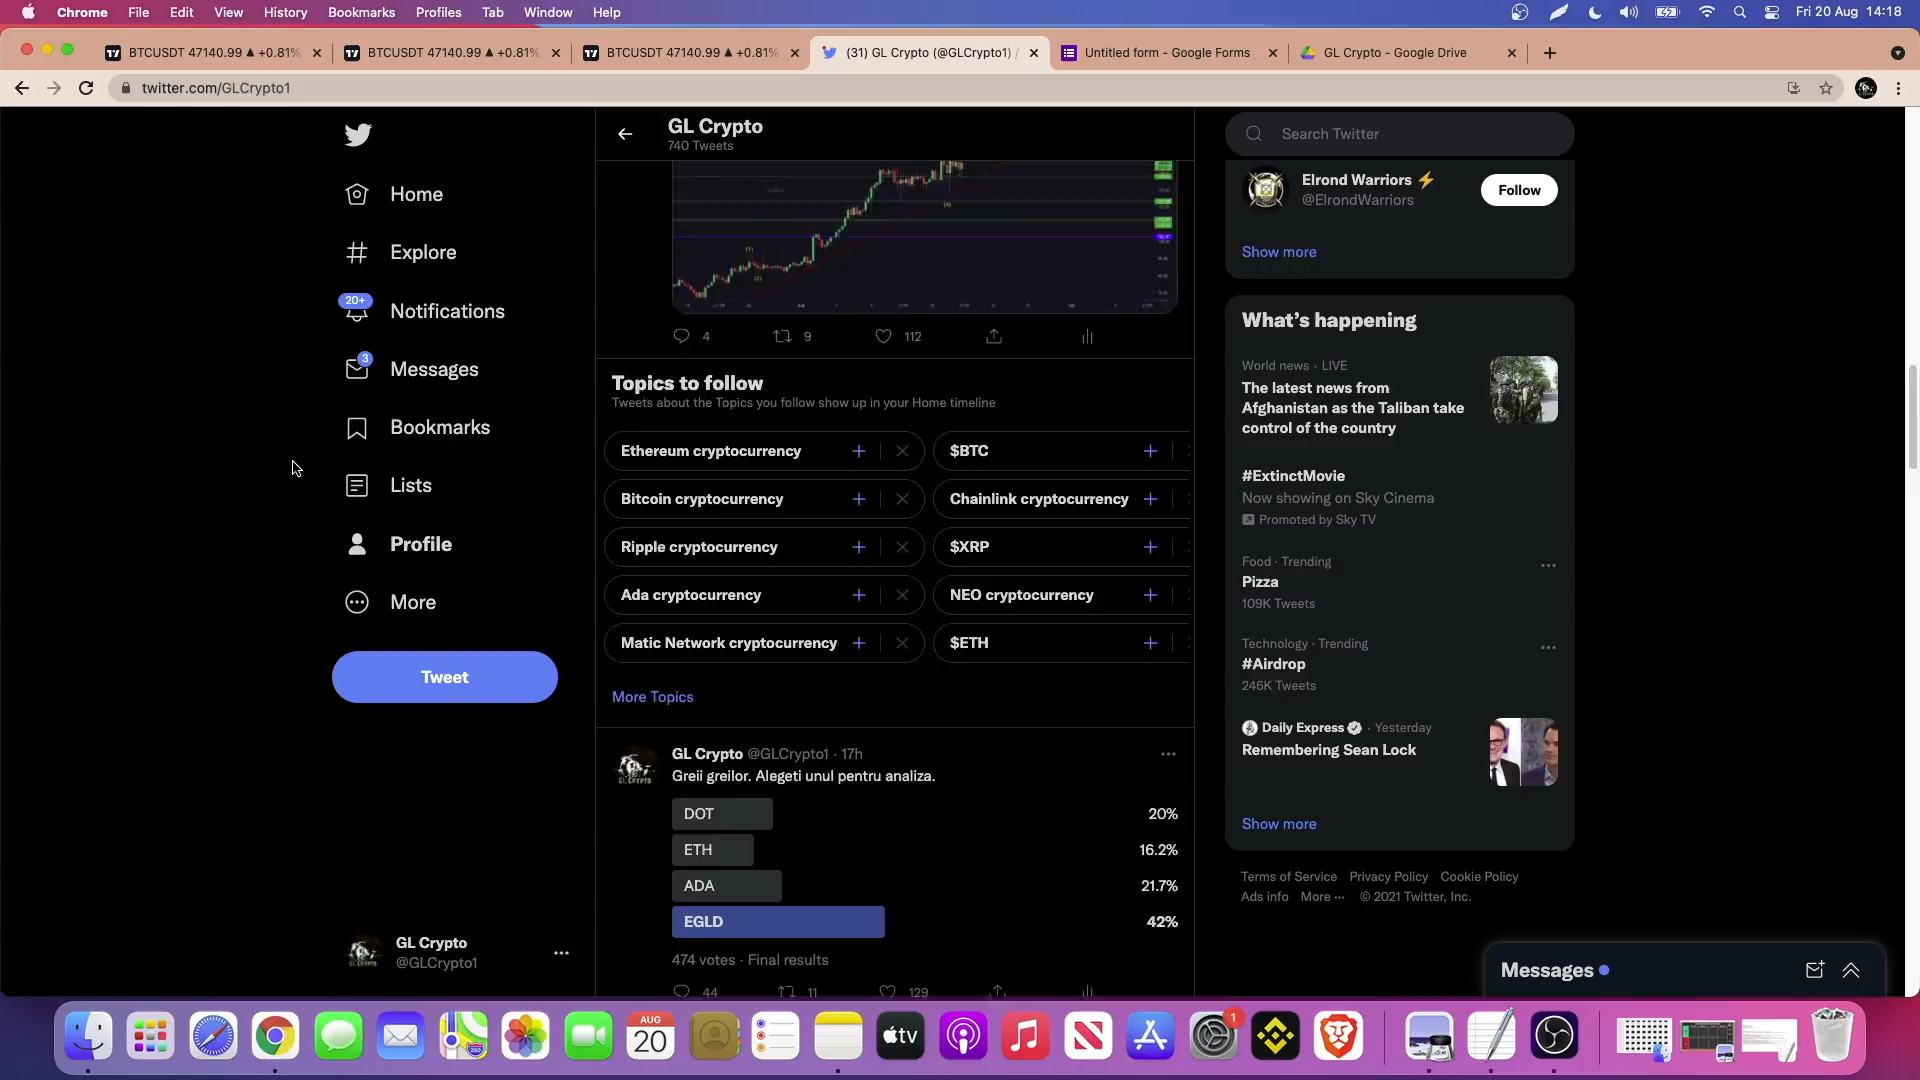 Chrome File Edit View History Bookmarks Profiles Tab Window Help
Fri 20 Aug 14:18
BTCUSDT 47140.99 ▲ +0.81%
BTCUSDT 47140.99 ▲ +0.81%
BTCUSDT 47140.99 ▲ +0.81%
(31) GL Crypto (@GLCrypto1) /
Untitled form - Google Forms
GL Crypto - Google Drive
twitter.com/GLCrypto1
Home
Explore
20+
Notifications
3
Messages
Bookmarks
Lists
Profile
More
Tweet
GL Crypto
@GLCrypto1
GL Crypto
740 Tweets
4 9 112
Topics to follow
Tweets about the Topics you follow show up in your Home timeline
Ethereum cryptocurrency
$BTC
Bitcoin cryptocurrency
Chainlink cryptocurrency
Ripple cryptocurrency
$XRP
Ada cryptocurrency
NEO cryptocurrency
Matic Network cryptocurrency
$ETH
More Topics
GL Crypto @GLCrypto1 · 17h
Greii greilor. Alegeti unul pentru analiza.
DOT 20%
ETH 16.2%
ADA 21.7%
EGLD 42%
474 votes · Final results
44 11 129
Search Twitter
Elrond Warriors ⚡
@ElrondWarriors
Follow
Show more
What's happening
World news · LIVE
The latest news from
Afghanistan as the Taliban take
control of the country
#ExtinctMovie
Now showing on Sky Cinema
Promoted by Sky TV
Food · Trending
Pizza
109K Tweets
Technology · Trending
#Airdrop
246K Tweets
Daily Express · Yesterday
Remembering Sean Lock
Show more
Terms of Service Privacy Policy Cookie Policy
Ads info More ··· © 2021 Twitter, Inc.
Messages
AUG
20
tv
1